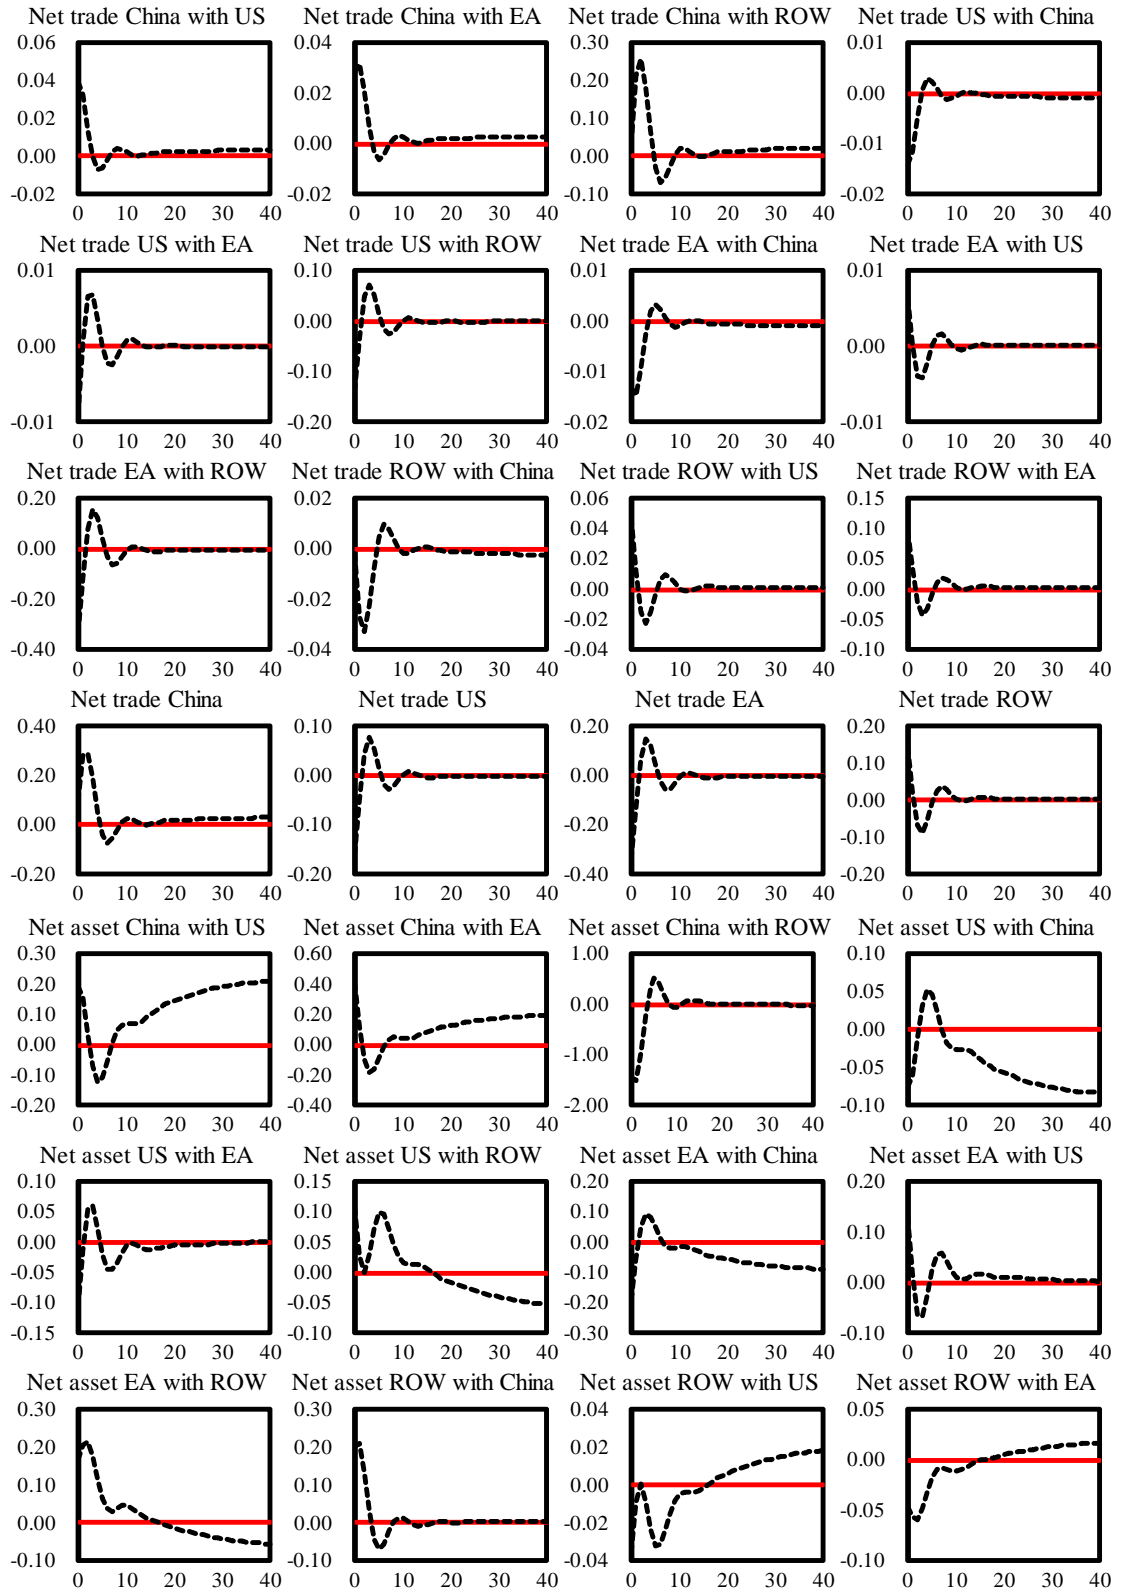 Net trade China with US
Net trade China with EA
Net trade China with ROW
Net trade US with China
0.06
0.04
0.02
0.00
-0.02
0 10 20 30 40
0.04
0.02
0.00
-0.02
0 10 20 30 40
0.30
0.20
0.10
0.00
-0.10
0 10 20 30 40
0.01
0.00
-0.01
-0.02
0 10 20 30 40
Net trade US with EA
Net trade US with ROW
Net trade EA with China
Net trade EA with US
0.01
0.00
-0.01
0 10 20 30 40
0.10
0.00
-0.10
-0.20
0 10 20 30 40
0.01
0.00
-0.01
-0.02
0 10 20 30 40
0.01
0.00
-0.01
0 10 20 30 40
Net trade EA with ROW
Net trade ROW with China
Net trade ROW with US
Net trade ROW with EA
0.20
0.00
-0.20
-0.40
0 10 20 30 40
0.02
0.00
-0.02
-0.04
0 10 20 30 40
0.06
0.04
0.02
0.00
-0.02
-0.04
0 10 20 30 40
0.15
0.10
0.05
0.00
-0.05
-0.10
0 10 20 30 40
Net trade China
Net trade US
Net trade EA
Net trade ROW
0.40
0.20
0.00
-0.20
0 10 20 30 40
0.10
0.00
-0.10
-0.20
0 10 20 30 40
0.20
0.00
-0.20
-0.40
0 10 20 30 40
0.20
0.10
0.00
-0.10
-0.20
0 10 20 30 40
Net asset China with US
Net asset China with EA
Net asset China with ROW
Net asset US with China
0.30
0.20
0.10
0.00
-0.10
-0.20
0 10 20 30 40
0.60
0.40
0.20
0.00
-0.20
-0.40
0 10 20 30 40
1.00
0.00
-1.00
-2.00
0 10 20 30 40
0.10
0.05
0.00
-0.05
-0.10
0 10 20 30 40
Net asset US with EA
Net asset US with ROW
Net asset EA with China
Net asset EA with US
0.10
0.05
0.00
-0.05
-0.10
-0.15
0 10 20 30 40
0.15
0.10
0.05
0.00
-0.05
-0.10
0 10 20 30 40
0.20
0.10
0.00
-0.10
-0.20
-0.30
0 10 20 30 40
0.20
0.10
0.00
-0.10
0 10 20 30 40
Net asset EA with ROW
Net asset ROW with China
Net asset ROW with US
Net asset ROW with EA
0.30
0.20
0.10
0.00
-0.10
0 10 20 30 40
0.30
0.20
0.10
0.00
-0.10
0 10 20 30 40
0.04
0.02
0.00
-0.02
-0.04
0 10 20 30 40
0.05
0.00
-0.05
-0.10
0 10 20 30 40